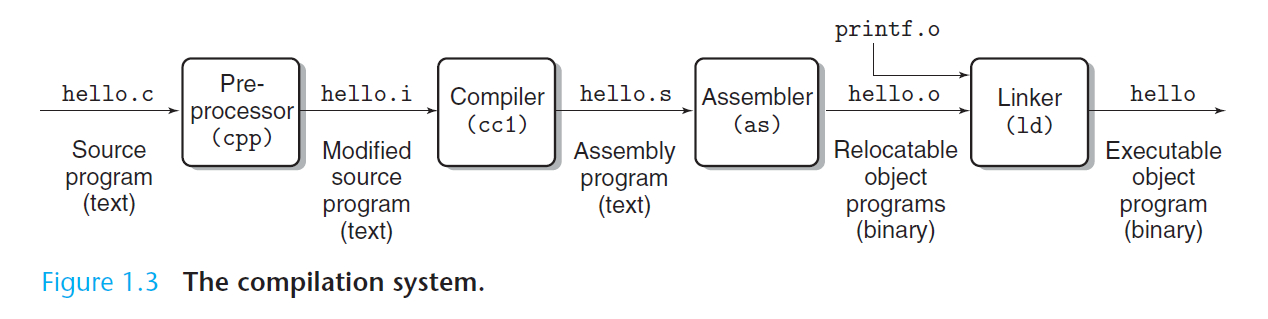 printf.o
hello.c
Pre-
processor
(cpp)
hello.i
Compiler
(cc1)
hello.s
Assembler
(as)
hello.o
Linker
(ld)
hello
Source
program
(text)
Modified
source
program
(text)
Assembly
program
(text)
Relocatable
object
programs
(binary)
Executable
object
program
(binary)
Figure 1.3 The compilation system.